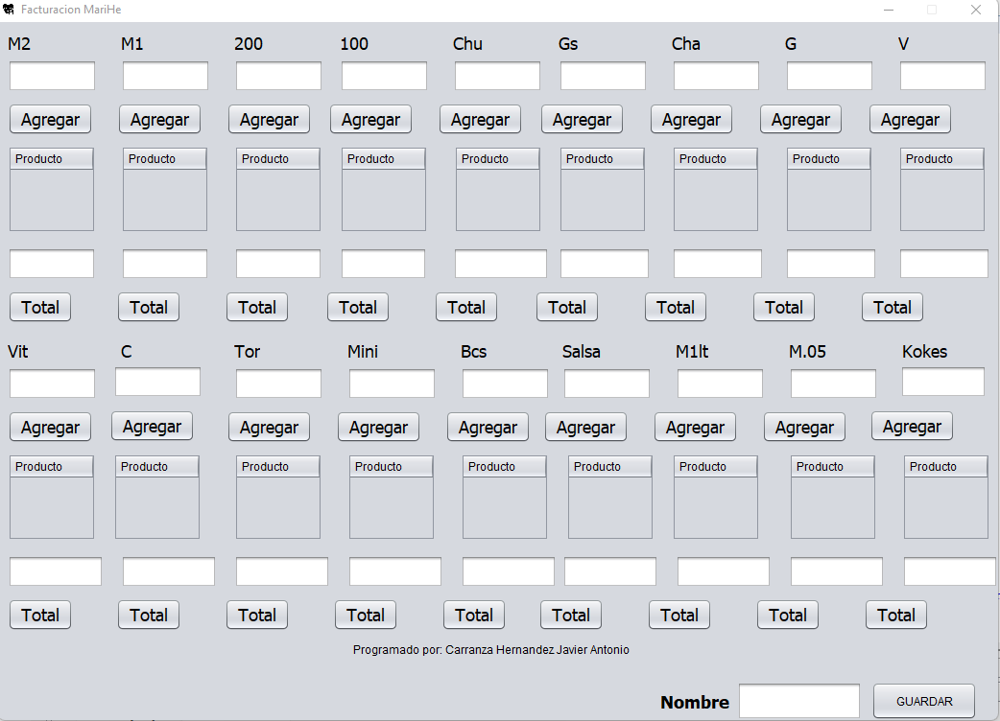 Facturacion MariHe
M2 M1 200 100 Chu Gs Cha G V
Agregar Agregar Agregar Agregar Agregar Agregar Agregar Agregar Agregar
Producto Producto Producto Producto Producto Producto Producto Producto Producto
Total Total Total Total Total Total Total Total Total
Vit C Tor Mini Bcs Salsa M1lt M.05 Kokes
Agregar Agregar Agregar Agregar Agregar Agregar Agregar Agregar Agregar
Producto Producto Producto Producto Producto Producto Producto Producto Producto
Total Total Total Total Total Total Total Total Total
Programado por: Carranza Hernandez Javier Antonio
Nombre GUARDAR